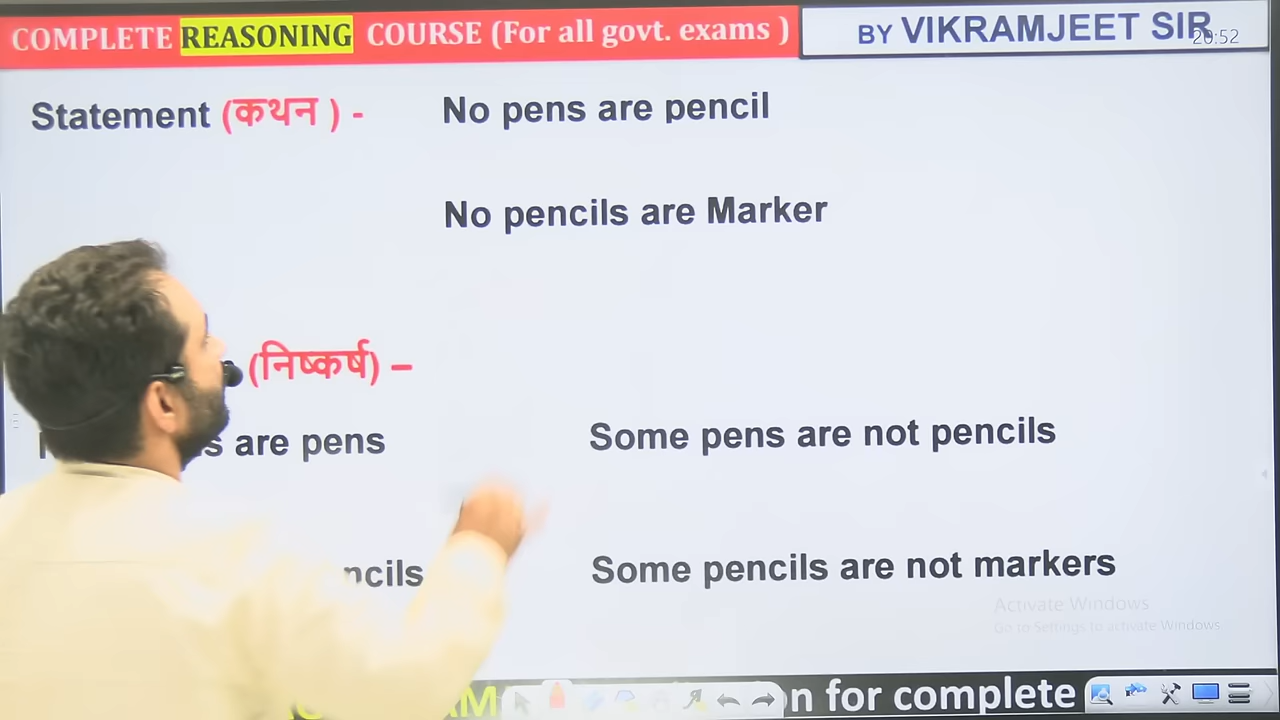 COMPLETE REASONING COURSE (For all govt. exams )
BY VIKRAMJEET SIR
20:52
Statement (कथन ) - No pens are pencil
No pencils are Marker
(निष्कर्ष) –
are pens
Some pens are not pencils
Some pencils are not markers
Activate Windows
Go to Settings to activate Windows.
for complete